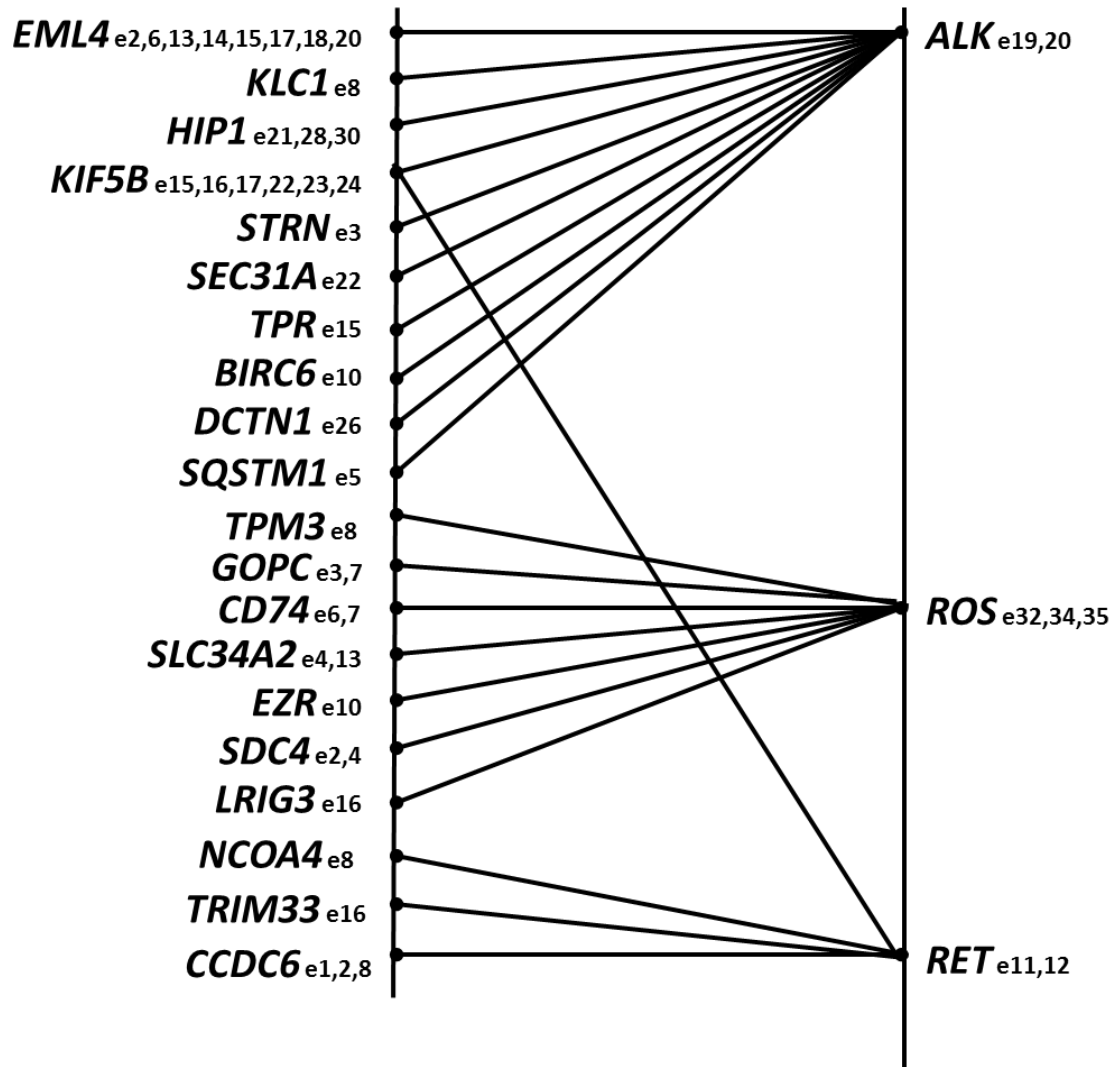 EML4 e2,6,13,14,15,17,18,20
ALK e19,20
KLC1 e8
HIP1 e21,28,30
KIF5B e15,16,17,22,23,24
STRN e3
SEC31A e22
TPR e15
BIRC6 e10
DCTN1 e26
SQSTM1 e5
TPM3 e8
GOPC e3,7
CD74 e6,7
ROS e32,34,35
SLC34A2 e4,13
EZR e10
SDC4 e2,4
LRIG3 e16
NCOA4 e8
TRIM33 e16
CCDC6 e1,2,8
RET e11,12